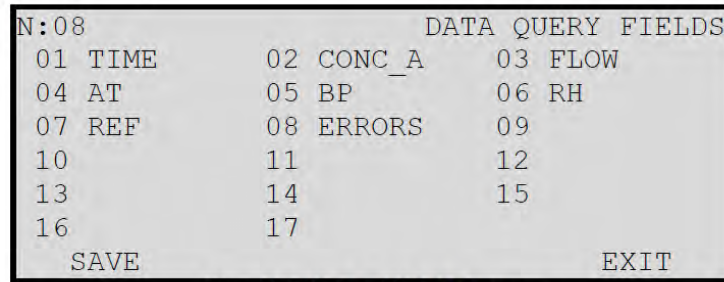 N:08 DATA QUERY FIELDS
01 TIME 02 CONC_A 03 FLOW
04 AT 05 BP 06 RH
07 REF 08 ERRORS 09
10 11 12
13 14 15
16 17
SAVE EXIT